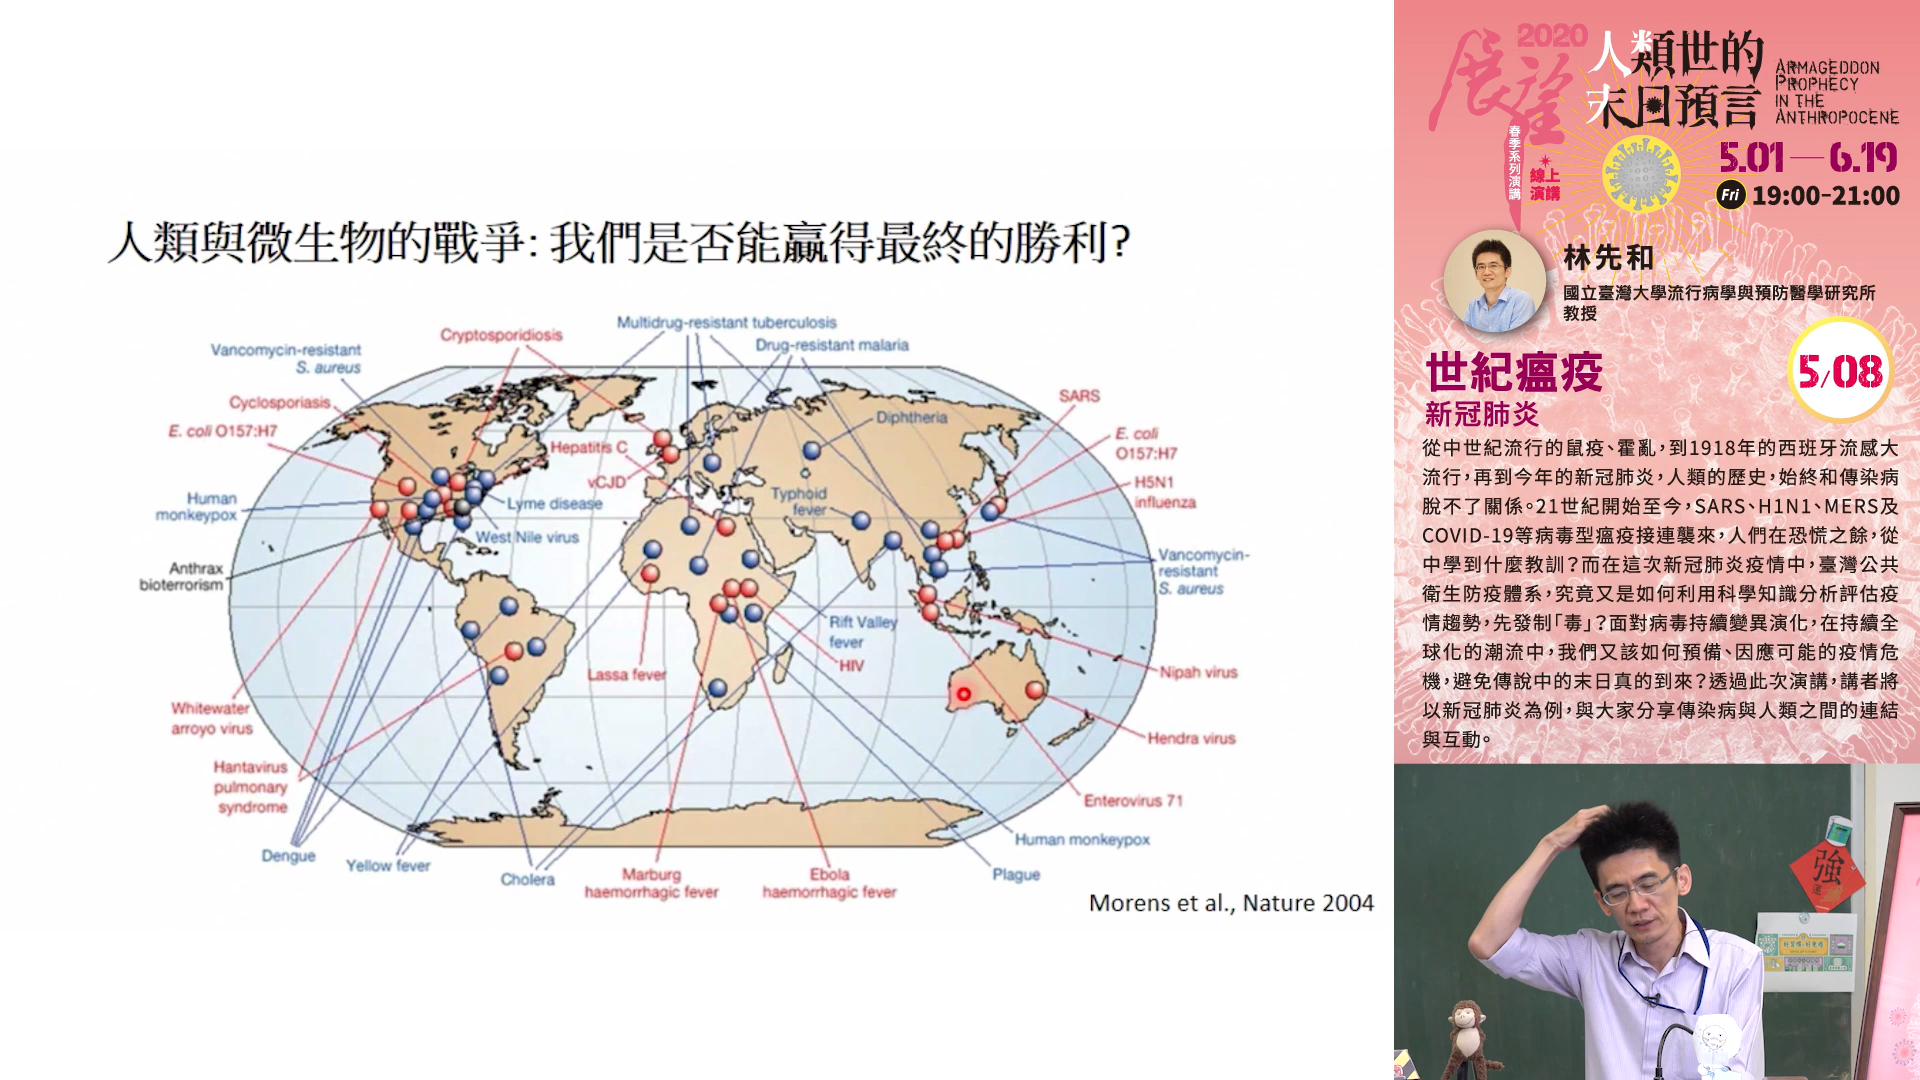 人類與微生物的戰爭: 我們是否能贏得最終的勝利?
Multidrug-resistant tuberculosis
Cryptosporidiosis
Drug-resistant malaria
Vancomycin-resistant
S. aureus
Cyclosporiasis
E. coli O157:H7
Hepatitis C
vCJD
Diphtheria
SARS
E. coli
O157:H7
H5N1
influenza
Human
monkeypox
Lyme disease
West Nile virus
Typhoid
fever
Anthrax
bioterrorism
Vancomycin-
resistant
S. aureus
Rift Valley
fever
HIV
Lassa fever
Nipah virus
Whitewater
arroyo virus
Hendra virus
Hantavirus
pulmonary
syndrome
Enterovirus 71
Dengue
Yellow fever
Cholera
Marburg
haemorrhagic fever
Ebola
haemorrhagic fever
Human monkeypox
Plague
Morens et al., Nature 2004
2020
展望
春季系列演講
線上
演講
人類世的
末日預言
ARMAGEDDON
PROPHECY
IN THE
ANTHROPOCENE
5.01—6.19
Fri 19:00-21:00
林先和
國立臺灣大學流行病學與預防醫學研究所
教授
世紀瘟疫
新冠肺炎
5/08
從中世紀流行的鼠疫、霍亂,到1918年的西班牙流感大
流行,再到今年的新冠肺炎,人類的歷史,始終和傳染病
脫不了關係。21世紀開始至今,SARS、H1N1、MERS及
COVID-19等病毒型瘟疫接連襲來,人們在恐慌之餘,從
中學到什麼教訓?而在這次新冠肺炎疫情中,臺灣公共
衛生防疫體系,究竟又是如何利用科學知識分析評估疫
情趨勢,先發制「毒」?面對病毒持續變異演化,在持續全
球化的潮流中,我們又該如何預備、因應可能的疫情危
機,避免傳說中的末日真的到來?透過此次演講,講者將
以新冠肺炎為例,與大家分享傳染病與人類之間的連結
與互動。
強